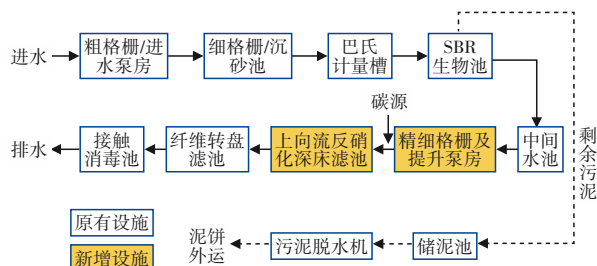 进水
粗格栅/进
水泵房
细格栅/沉
砂池
巴氏
计量槽
SBR
生物池
碳源
排水
接触
消毒池
纤维转盘
滤池
上向流反硝
化深床滤池
精细格栅及
提升泵房
中间
水池
剩余污泥
原有设施
新增设施
泥饼
外运
污泥脱水机
储泥池